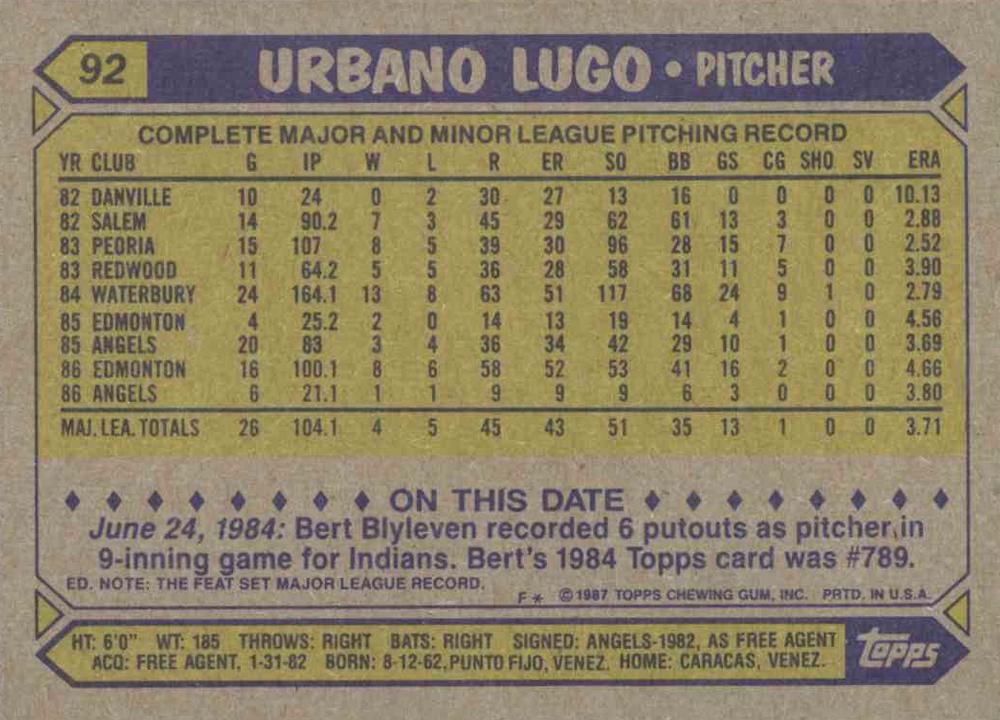 92 URBANO LUGO • PITCHER
COMPLETE MAJOR AND MINOR LEAGUE PITCHING RECORD
YR CLUB G IP W L R ER SO BB GS CG SHO SV ERA
82 DANVILLE 10 24 0 2 30 27 13 16 0 0 0 0 10.13
82 SALEM 14 90.2 7 3 45 29 62 61 13 3 0 0 2.88
83 PEORIA 15 107 8 5 39 30 96 28 15 7 0 0 2.52
83 REDWOOD 11 64.2 5 5 36 28 58 31 11 5 0 0 3.90
84 WATERBURY 24 164.1 13 8 63 51 117 68 24 9 1 0 2.79
85 EDMONTON 4 25.2 2 0 14 13 19 14 4 1 0 0 4.56
85 ANGELS 20 83 3 4 36 34 42 29 10 1 0 0 3.69
86 EDMONTON 16 100.1 8 6 58 52 53 41 16 2 0 0 4.66
86 ANGELS 6 21.1 1 1 9 9 9 6 3 0 0 0 3.80
MAJ. LEA. TOTALS 26 104.1 4 5 45 43 51 35 13 1 0 0 3.71
ON THIS DATE
June 24, 1984: Bert Blyleven recorded 6 putouts as pitcher in
9-inning game for Indians. Bert's 1984 Topps card was #789.
ED. NOTE: THE FEAT SET MAJOR LEAGUE RECORD.
F* ©1987 TOPPS CHEWING GUM, INC. PRTD. IN U.S.A.
HT: 6'0" WT: 185 THROWS: RIGHT BATS: RIGHT SIGNED: ANGELS-1982, AS FREE AGENT
ACQ: FREE AGENT, 1-31-82 BORN: 8-12-62, PUNTO FIJO, VENEZ. HOME: CARACAS, VENEZ.
Topps